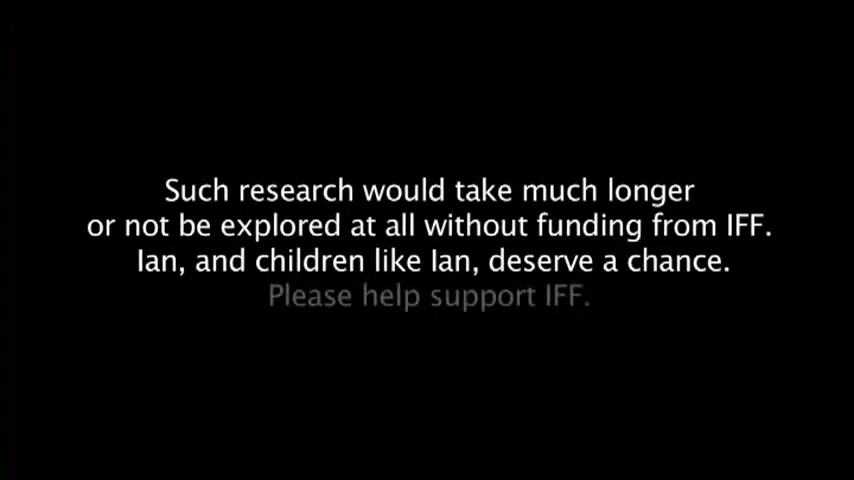 Such research would take much longer
or not be explored at all without funding from IFF.
Ian, and children like Ian, deserve a chance.
Please help support IFF.